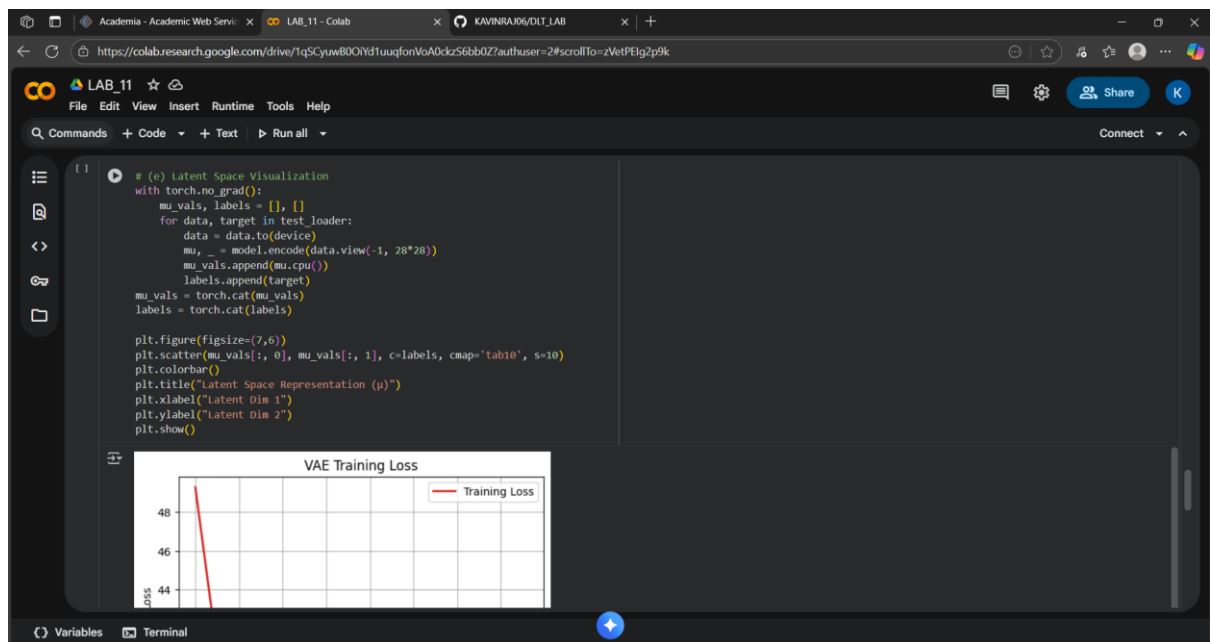 Academia - Academic Web Servic
LAB_11 - Colab
KAVINRAJ06/DLT_LAB
https://colab.research.google.com/drive/1qSCyuwB0OiYd1uuqfonVoA0ckzS6bb0Z?authuser=2#scrollTo=zVetPEIg2p9k
LAB_11
Share
K
File Edit View Insert Runtime Tools Help
Commands + Code + Text Run all
Connect
[ ]
# (e) Latent Space Visualization
with torch.no_grad():
    mu_vals, labels = [], []
    for data, target in test_loader:
        data = data.to(device)
        mu, _ = model.encode(data.view(-1, 28*28))
        mu_vals.append(mu.cpu())
        labels.append(target)
mu_vals = torch.cat(mu_vals)
labels = torch.cat(labels)
plt.figure(figsize=(7,6))
plt.scatter(mu_vals[:, 0], mu_vals[:, 1], c=labels, cmap='tab10', s=10)
plt.colorbar()
plt.title("Latent Space Representation (μ)")
plt.xlabel("Latent Dim 1")
plt.ylabel("Latent Dim 2")
plt.show()
VAE Training Loss
Training Loss
48
46
44
Variables Terminal